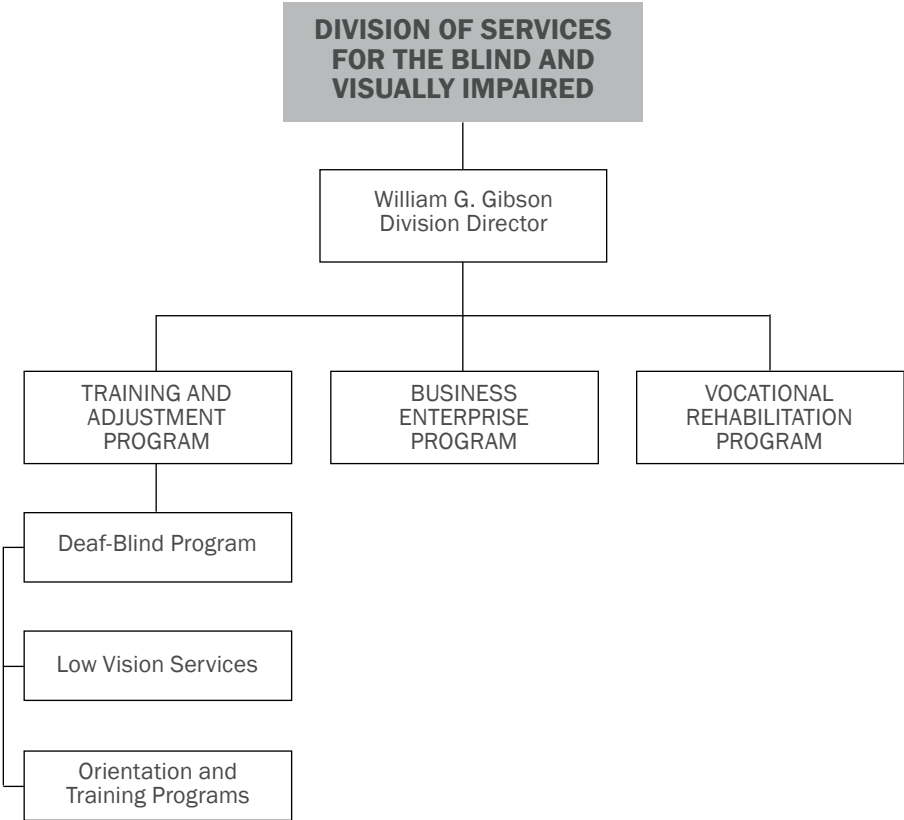 DIVISION OF SERVICES
FOR THE BLIND AND
VISUALLY IMPAIRED
William G. Gibson
Division Director
TRAINING AND
ADJUSTMENT
PROGRAM
BUSINESS
ENTERPRISE
PROGRAM
VOCATIONAL
REHABILITATION
PROGRAM
Deaf-Blind Program
Low Vision Services
Orientation and
Training Programs